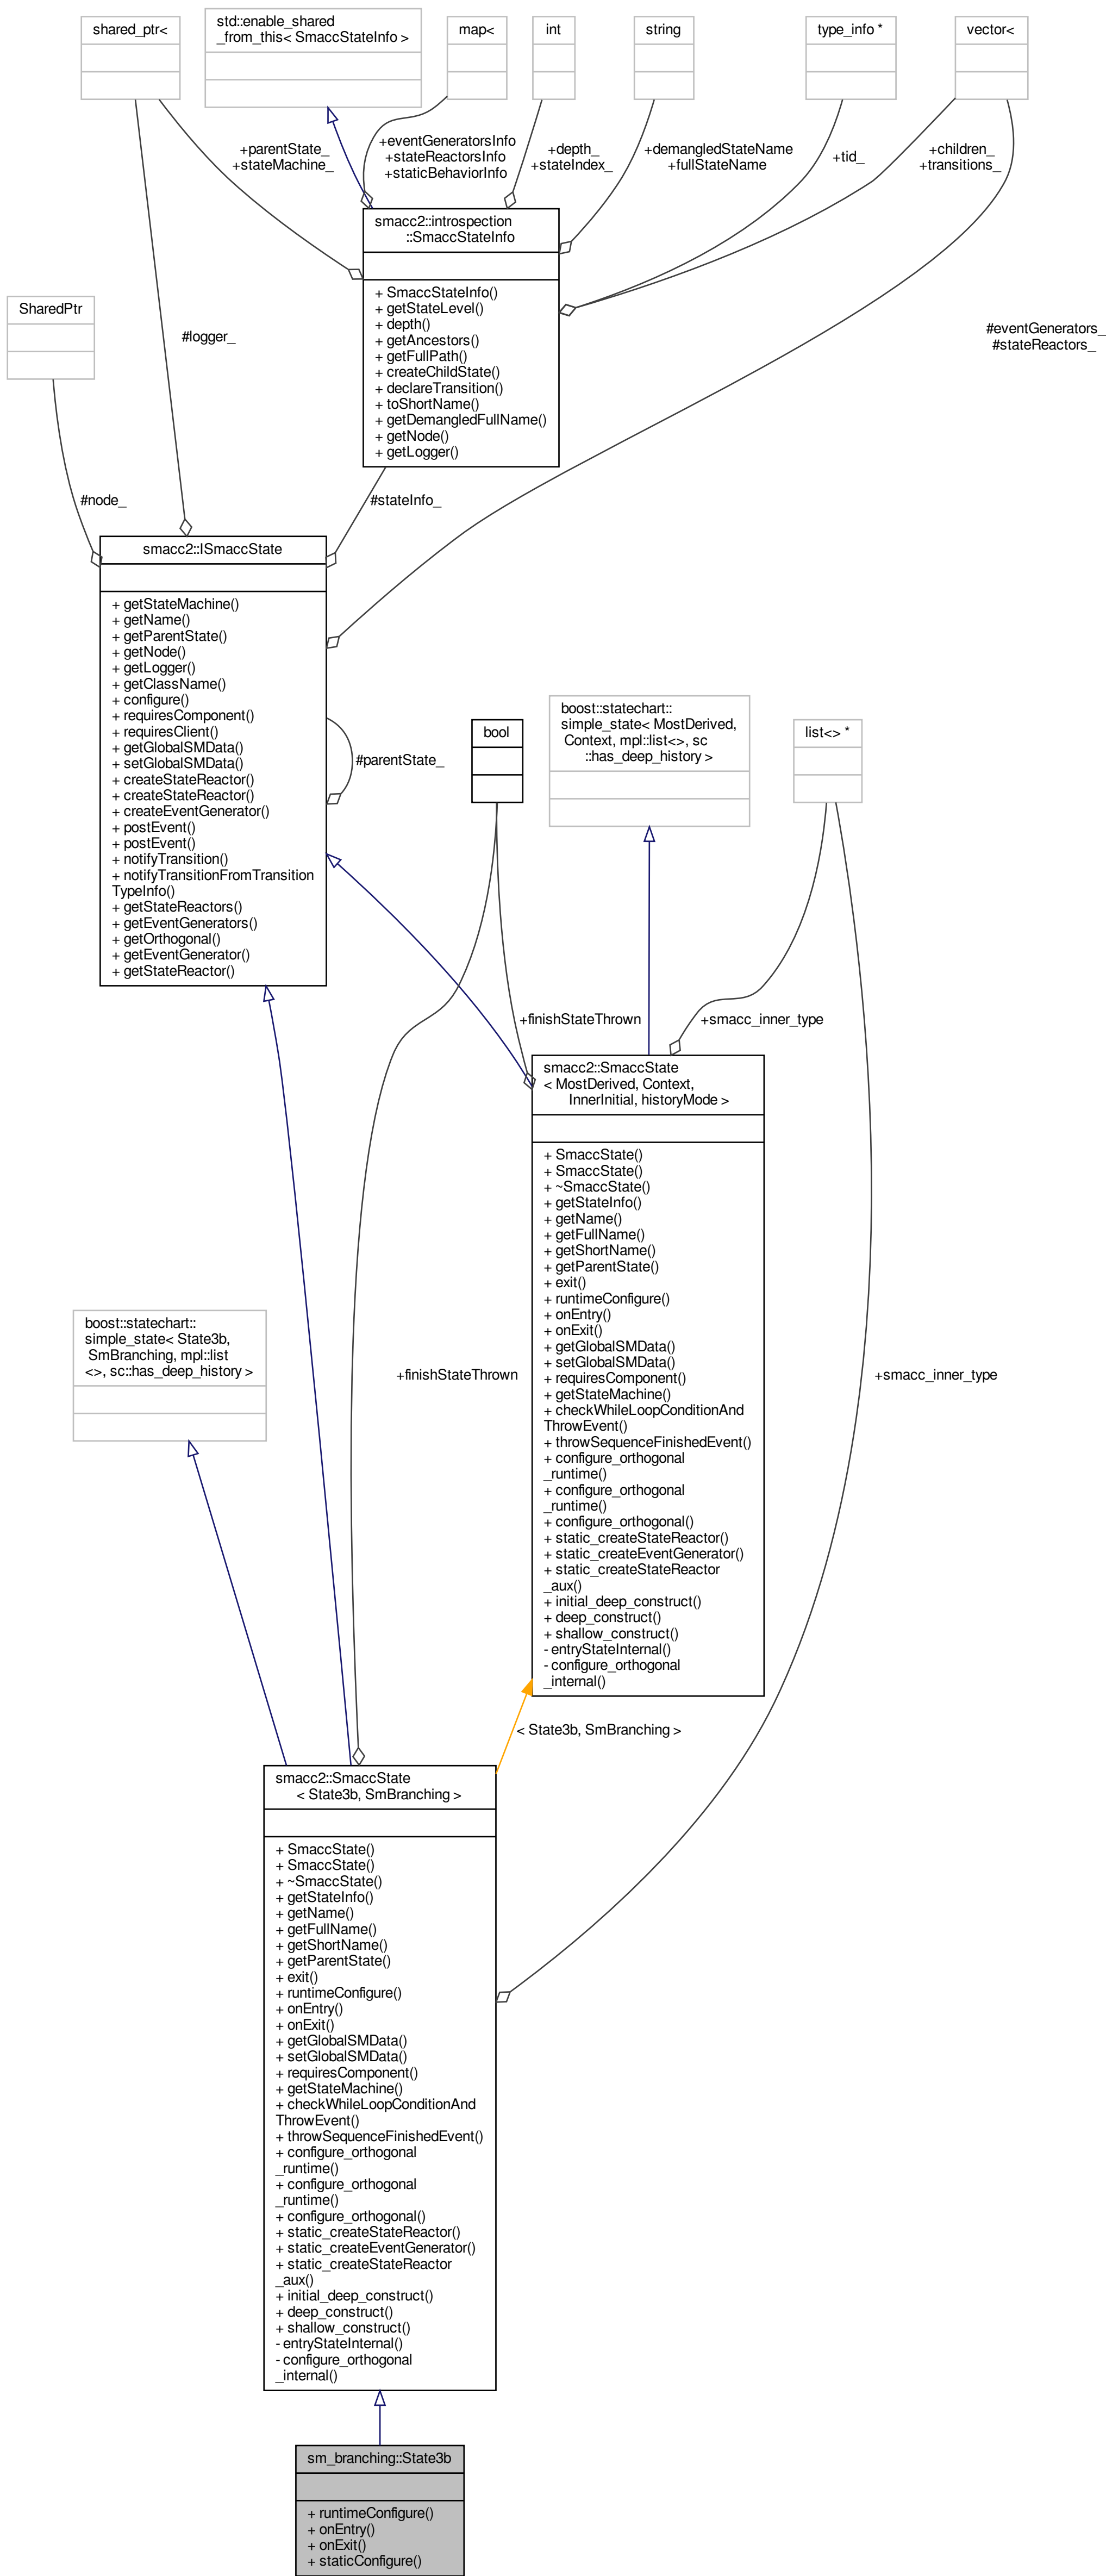 shared_ptr<
std::enable_shared
_from_this< SmaccStateInfo >
map<
int
string
type_info *
vector<
+parentState_
+stateMachine_
+eventGeneratorsInfo
+stateReactorsInfo
+staticBehaviorInfo
+depth_
+stateIndex_
+demangledStateName
+fullStateName
+tid_
+children_
+transitions_
smacc2::introspection
::SmaccStateInfo
+ SmaccStateInfo()
+ getStateLevel()
+ depth()
+ getAncestors()
+ getFullPath()
+ createChildState()
+ declareTransition()
+ toShortName()
+ getDemangledFullName()
+ getNode()
+ getLogger()
SharedPtr
#logger_
#eventGenerators_
#stateReactors_
#node_
#stateInfo_
smacc2::ISmaccState
+ getStateMachine()
+ getName()
+ getParentState()
+ getNode()
+ getLogger()
+ getClassName()
+ configure()
+ requiresComponent()
+ requiresClient()
+ getGlobalSMData()
+ setGlobalSMData()
+ createStateReactor()
+ createStateReactor()
+ createEventGenerator()
+ postEvent()
+ postEvent()
+ notifyTransition()
+ notifyTransitionFromTransition
TypeInfo()
+ getStateReactors()
+ getEventGenerators()
+ getOrthogonal()
+ getEventGenerator()
+ getStateReactor()
#parentState_
bool
boost::statechart::
simple_state< MostDerived,
Context, mpl::list<>, sc
::has_deep_history >
list<> *
+finishStateThrown
+smacc_inner_type
smacc2::SmaccState
< MostDerived, Context,
InnerInitial, historyMode >
+ SmaccState()
+ SmaccState()
+ ~SmaccState()
+ getStateInfo()
+ getName()
+ getFullName()
+ getShortName()
+ getParentState()
+ exit()
+ runtimeConfigure()
+ onEntry()
+ onExit()
+ getGlobalSMData()
+ setGlobalSMData()
+ requiresComponent()
+ getStateMachine()
+ checkWhileLoopConditionAnd
ThrowEvent()
+ throwSequenceFinishedEvent()
+ configure_orthogonal
_runtime()
+ configure_orthogonal
_runtime()
+ configure_orthogonal()
+ static_createStateReactor()
+ static_createEventGenerator()
+ static_createStateReactor
_aux()
+ initial_deep_construct()
+ deep_construct()
+ shallow_construct()
- entryStateInternal()
- configure_orthogonal
_internal()
boost::statechart::
simple_state< State3b,
SmBranching, mpl::list
<>, sc::has_deep_history >
+finishStateThrown
+smacc_inner_type
< State3b, SmBranching >
smacc2::SmaccState
< State3b, SmBranching >
+ SmaccState()
+ SmaccState()
+ ~SmaccState()
+ getStateInfo()
+ getName()
+ getFullName()
+ getShortName()
+ getParentState()
+ exit()
+ runtimeConfigure()
+ onEntry()
+ onExit()
+ getGlobalSMData()
+ setGlobalSMData()
+ requiresComponent()
+ getStateMachine()
+ checkWhileLoopConditionAnd
ThrowEvent()
+ throwSequenceFinishedEvent()
+ configure_orthogonal
_runtime()
+ configure_orthogonal
_runtime()
+ configure_orthogonal()
+ static_createStateReactor()
+ static_createEventGenerator()
+ static_createStateReactor
_aux()
+ initial_deep_construct()
+ deep_construct()
+ shallow_construct()
- entryStateInternal()
- configure_orthogonal
_internal()
sm_branching::State3b
+ runtimeConfigure()
+ onEntry()
+ onExit()
+ staticConfigure()